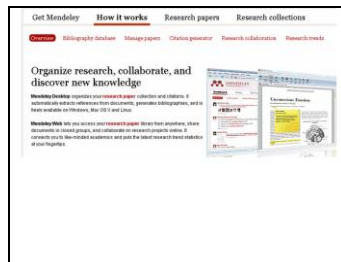 Get Mendeley How it works Research papers Research collections
Overview Bibliography database Manage papers Citation generator Research collaboration Research trends
Organize research, collaborate, and
discover new knowledge
Mendeley Desktop organizes your research paper collection and citations. It
automatically extracts references from documents, generates bibliographies, and is
freely available on Windows, Mac OS X and Linux.
Mendeley Web lets you access your research paper library from anywhere, share
documents in closed groups, and collaborate on research projects online. It
connects you to like-minded academics and puts the latest research trend statistics
at your fingertips.
MENDELEY